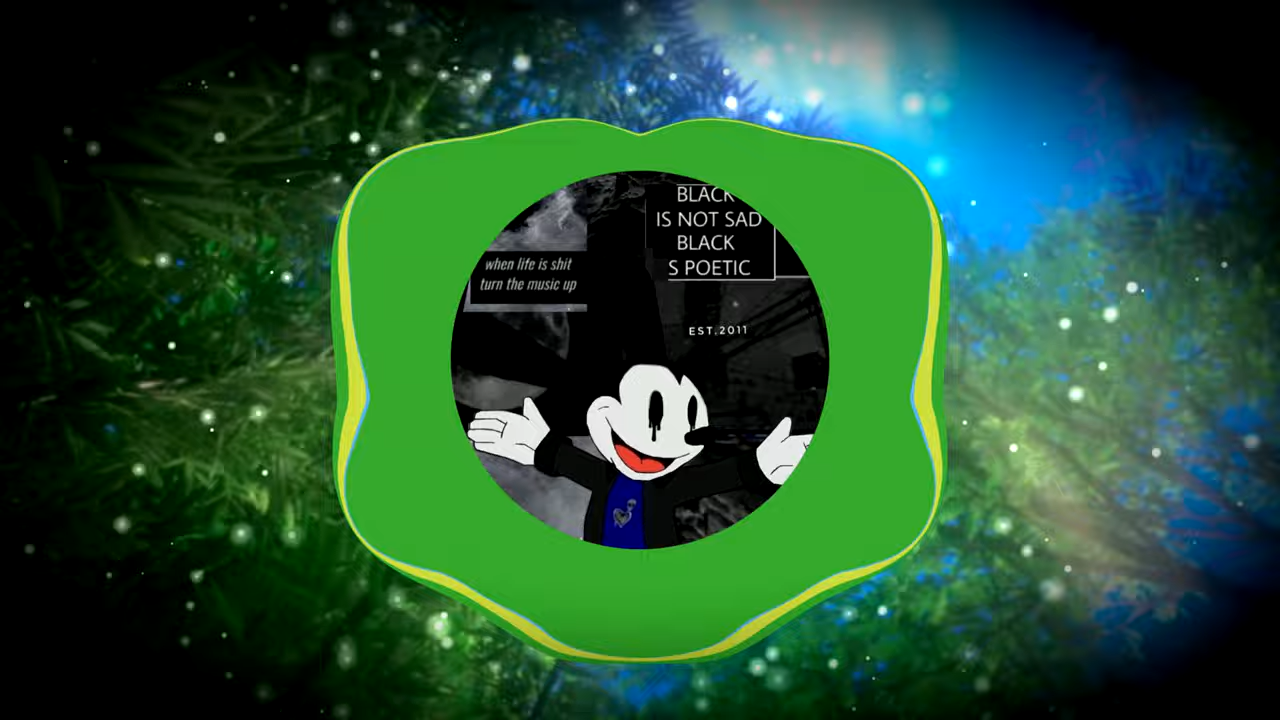 BLACK
IS NOT SAD
BLACK
S POETIC
when life is shit
turn the music up
EST.2011